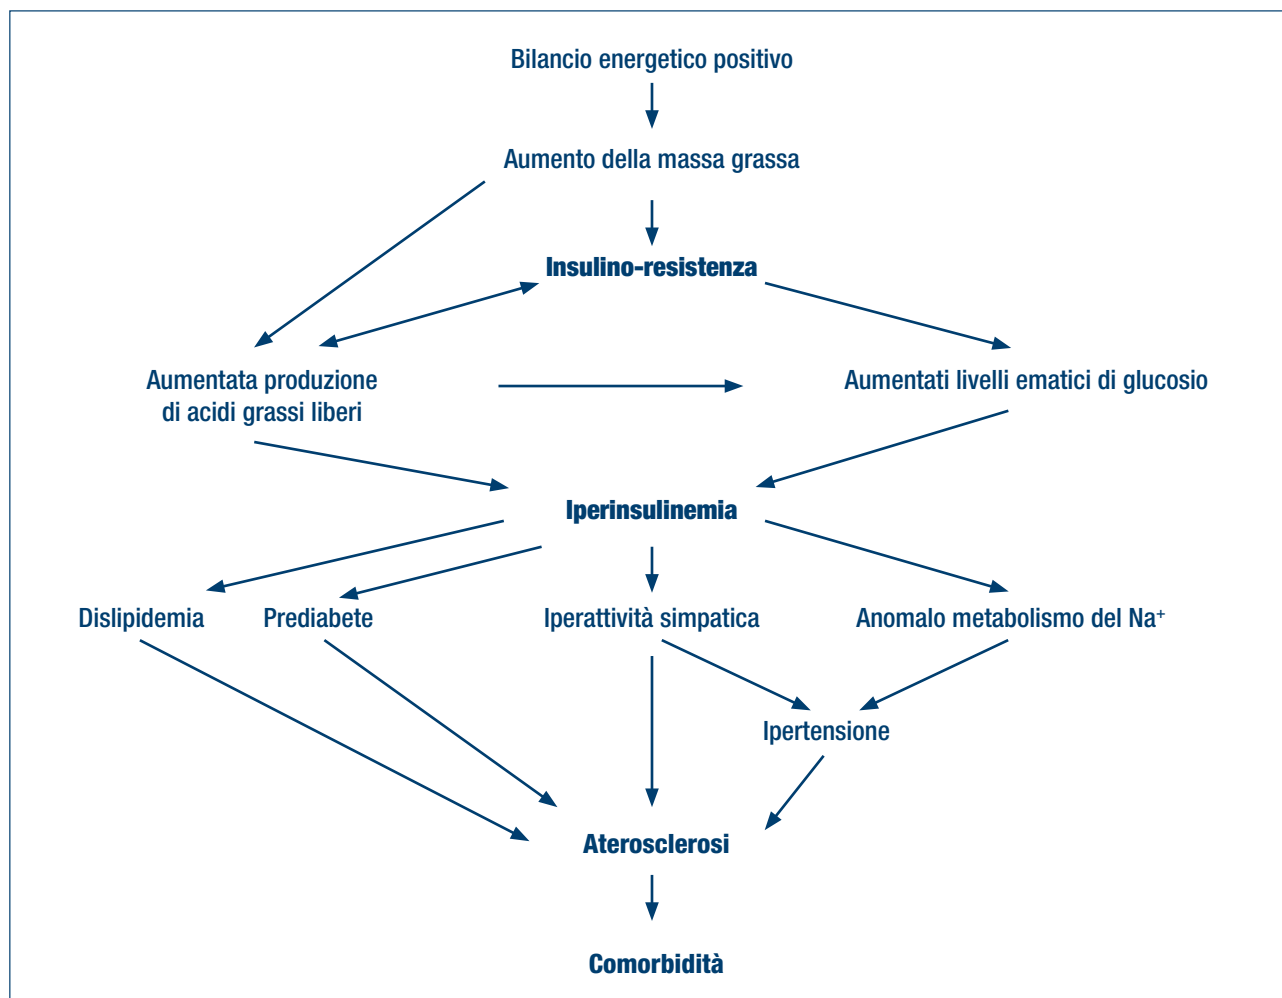 Bilancio energetico positivo
Aumento della massa grassa
Insulino-resistenza
Aumentata produzione
di acidi grassi liberi
Aumentati livelli ematici di glucosio
Iperinsulinemia
Dislipidemia
Prediabete
Iperattività simpatica
Anomalo metabolismo del Na⁺
Ipertensione
Aterosclerosi
Comorbidità